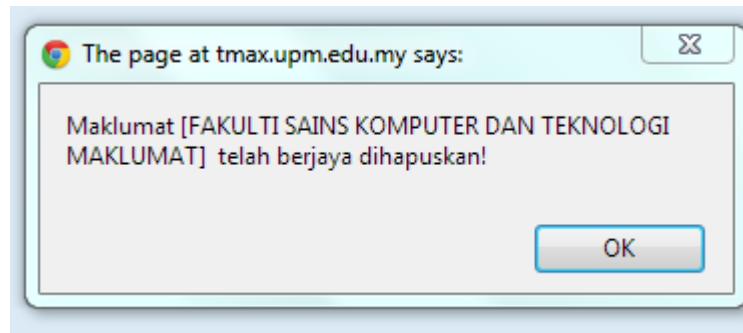 The page at tmax.upm.edu.my says:
Maklumat [FAKULTI SAINS KOMPUTER DAN TEKNOLOGI
MAKLUMAT] telah berjaya dihapuskan!
OK